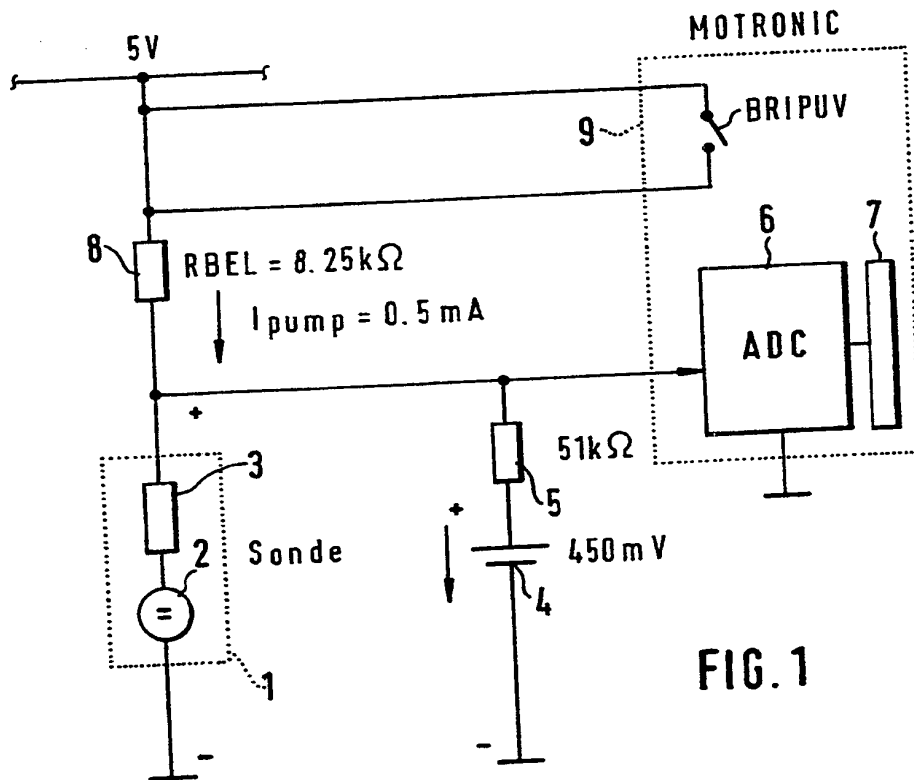 MOTRONIC
5V
9
BRIPUV
6
7
8
RBEL = 8.25kΩ
Ipump = 0.5mA
ADC
+
3
51kΩ
5
+
Sonde
2
=
450mV
4
1
FIG. 1
-
-